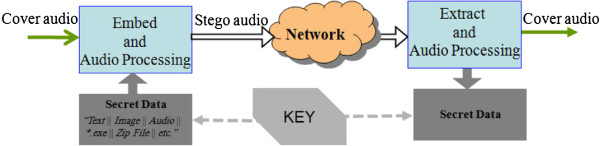 Cover audio
Embed
and
Audio Processing
Stego audio
Network
Extract
and
Audio Processing
Cover audio
Secret Data
"Text || Image || Audio ||
*.exe || Zip File || etc."
KEY
Secret Data